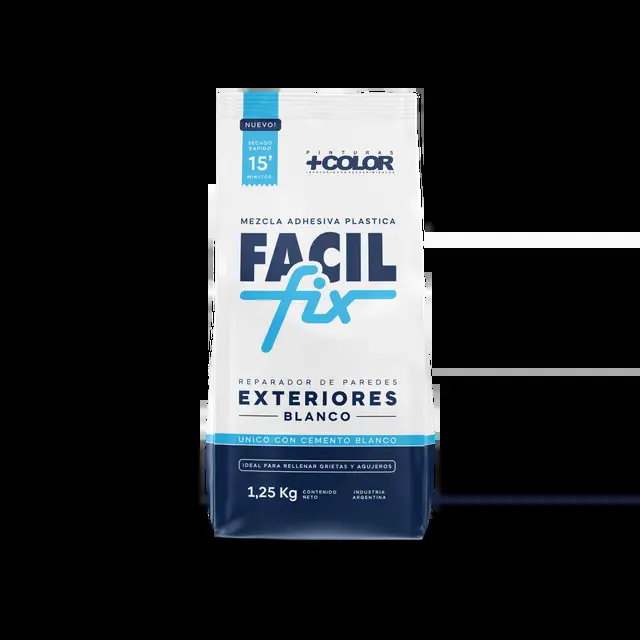 NUEVO!
SECADO
RAPIDO
15'
MINUTOS
PINTURAS
+COLOR
MEZCLA ADHESIVA PLASTICA
FACIL
fix
REPARADOR DE PAREDES
EXTERIORES
BLANCO
UNICO CON CEMENTO BLANCO
IDEAL PARA RELLENAR GRIETAS Y AGUJEROS
1,25 Kg
CONTENIDO
NETO
INDUSTRIA
ARGENTINA